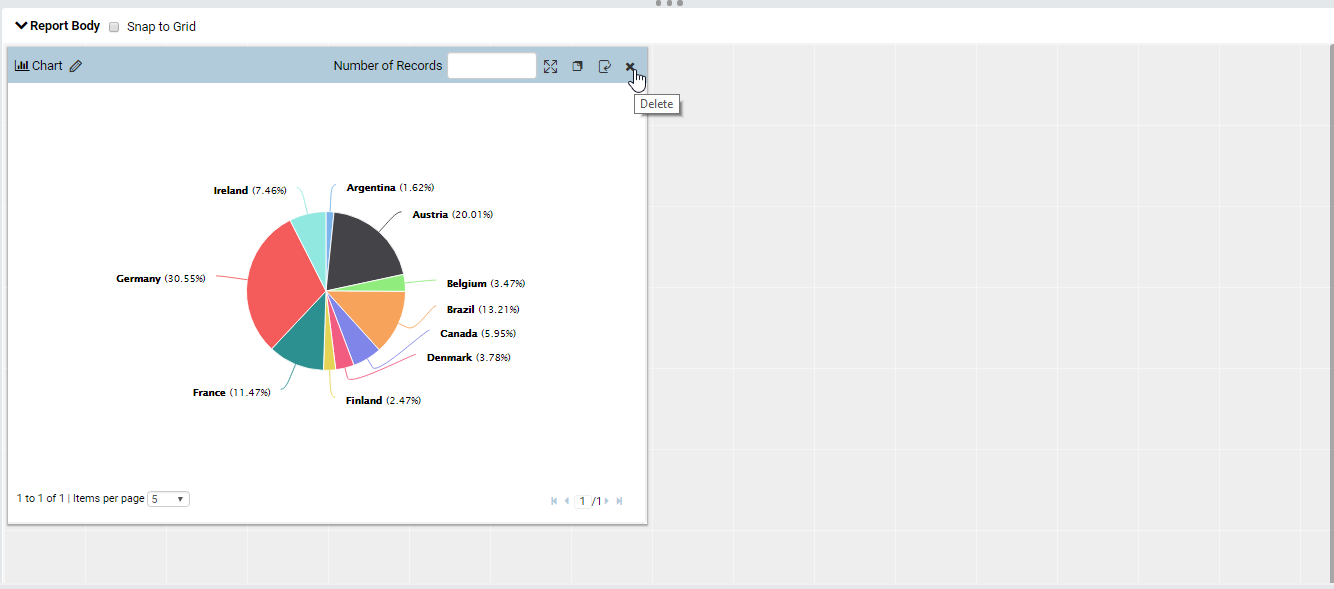 Report Body Snap to Grid
Chart Number of Records
Delete
Ireland (7.46%) Argentina (1.62%)
Austria (20.01%)
Germany (30.55%) Belgium (3.47%)
Brazil (13.21%)
Canada (5.95%)
Denmark (3.78%)
France (11.47%)
Finland (2.47%)
1 to 1 of 1 | Items per page 5 1 /1